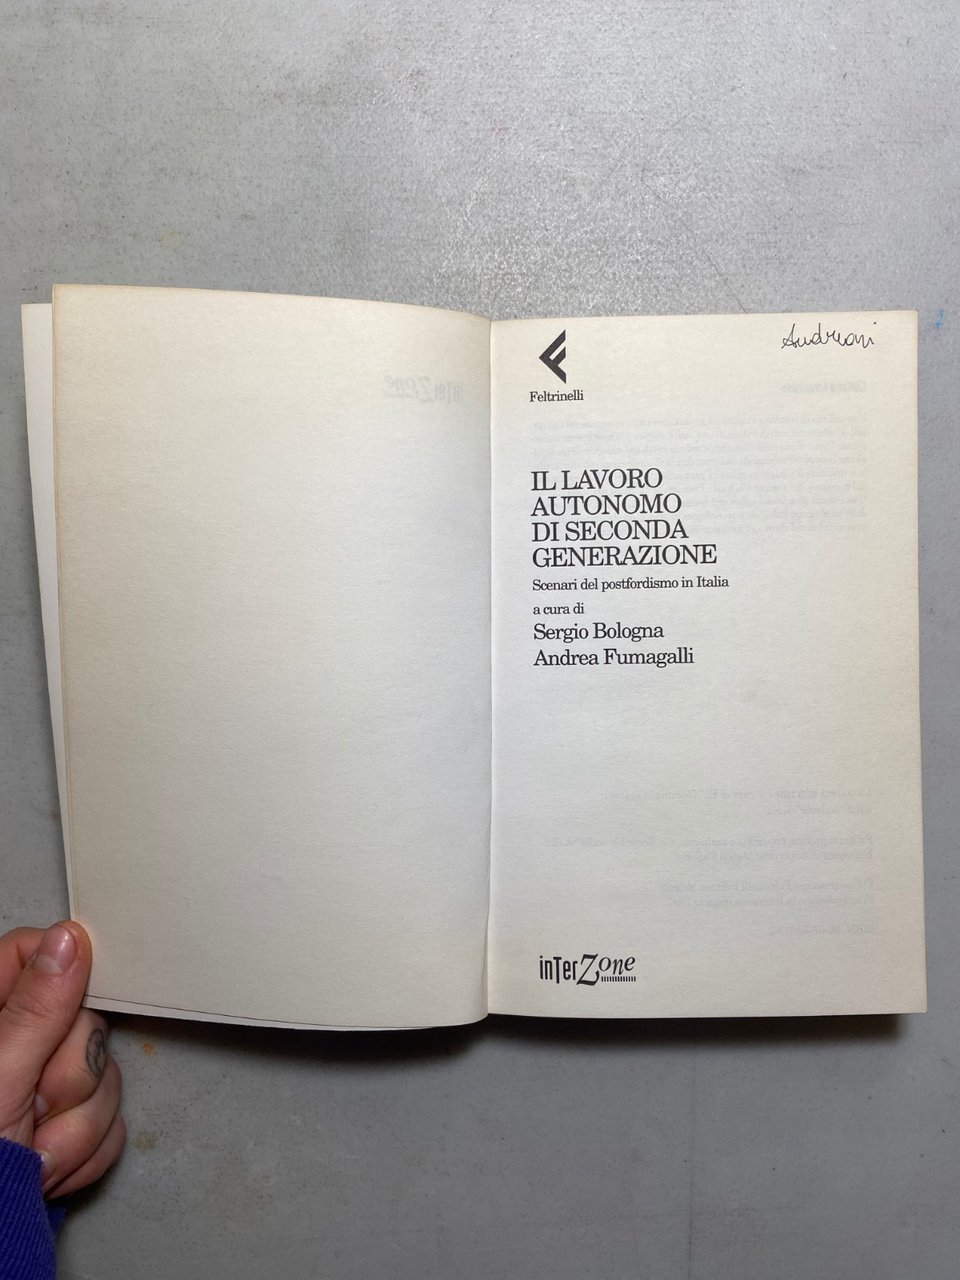 Andreani
Feltrinelli
IL LAVORO
AUTONOMO
DI SECONDA
GENERAZIONE
Scenari del postfordismo in Italia
a cura di
Sergio Bologna
Andrea Fumagalli
inTerZone